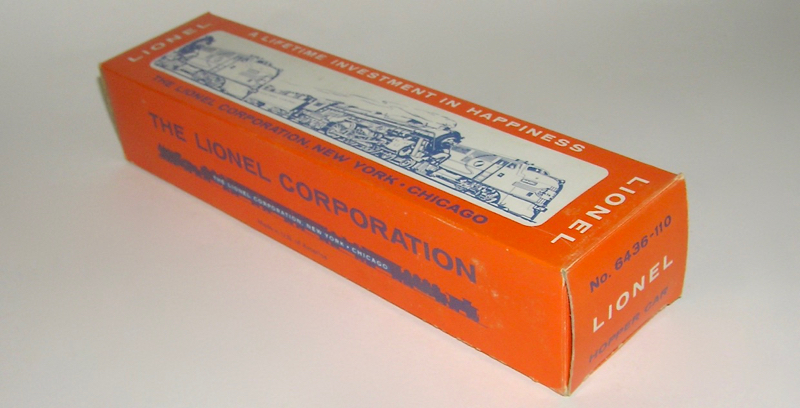 LIONEL
A LIFETIME INVESTMENT IN HAPPINESS
THE LIONEL CORPORATION, NEW YORK • CHICAGO
LIONEL
THE LIONEL CORPORATION
THE LIONEL CORPORATION, NEW YORK • CHICAGO
No. 6436-110
LIONEL
HOPPER CAR